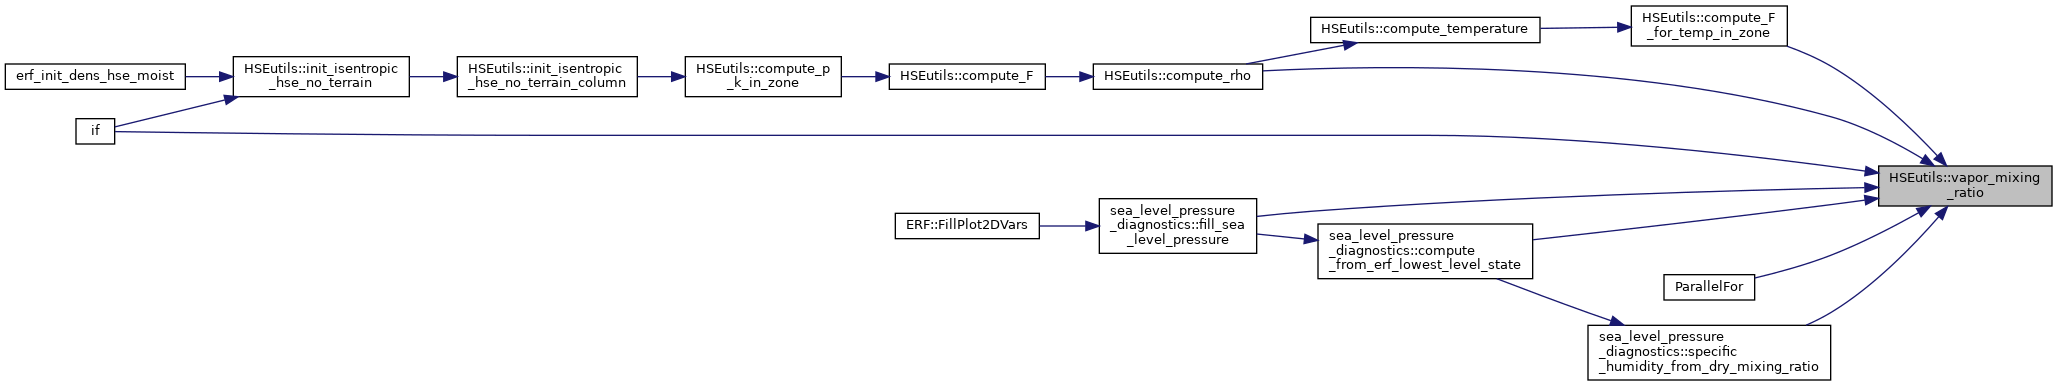 erf_init_dens_hse_moist
if
HSEutils::init_isentropic
_hse_no_terrain
HSEutils::init_isentropic
_hse_no_terrain_column
HSEutils::compute_p
_k_in_zone
HSEutils::compute_F
HSEutils::compute_rho
HSEutils::compute_temperature
HSEutils::compute_F
_for_temp_in_zone
HSEutils::vapor_mixing
_ratio
ERF::FillPlot2DVars
sea_level_pressure
_diagnostics::fill_sea
_level_pressure
sea_level_pressure
_diagnostics::compute
_from_erf_lowest_level_state
ParallelFor
sea_level_pressure
_diagnostics::specific
_humidity_from_dry_mixing_ratio